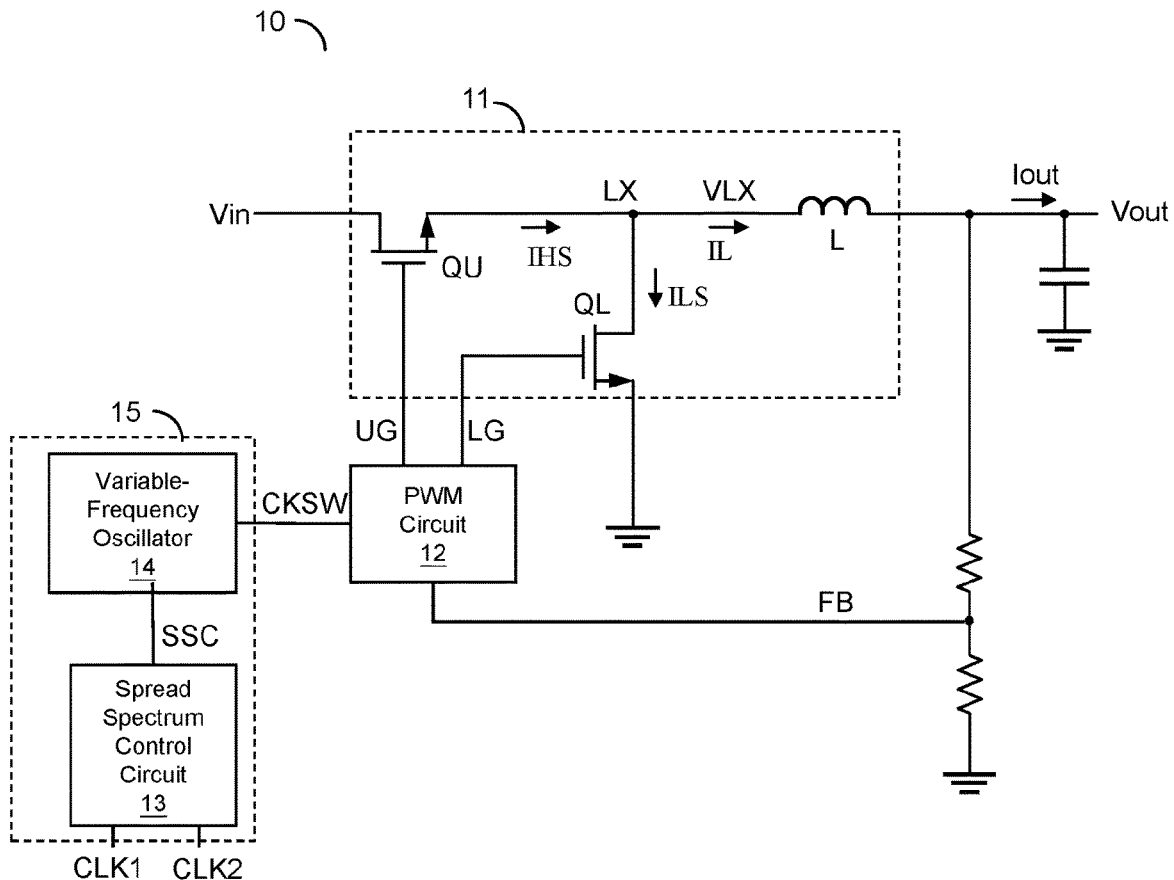 10
11
LX
VLX
Iout
Vin
Vout
IHS
IL
L
QU
ILS
QL
15
UG
LG
Variable-
Frequency
Oscillator
14
CKSW
PWM
Circuit
12
FB
SSC
Spread
Spectrum
Control
Circuit
13
CLK1
CLK2